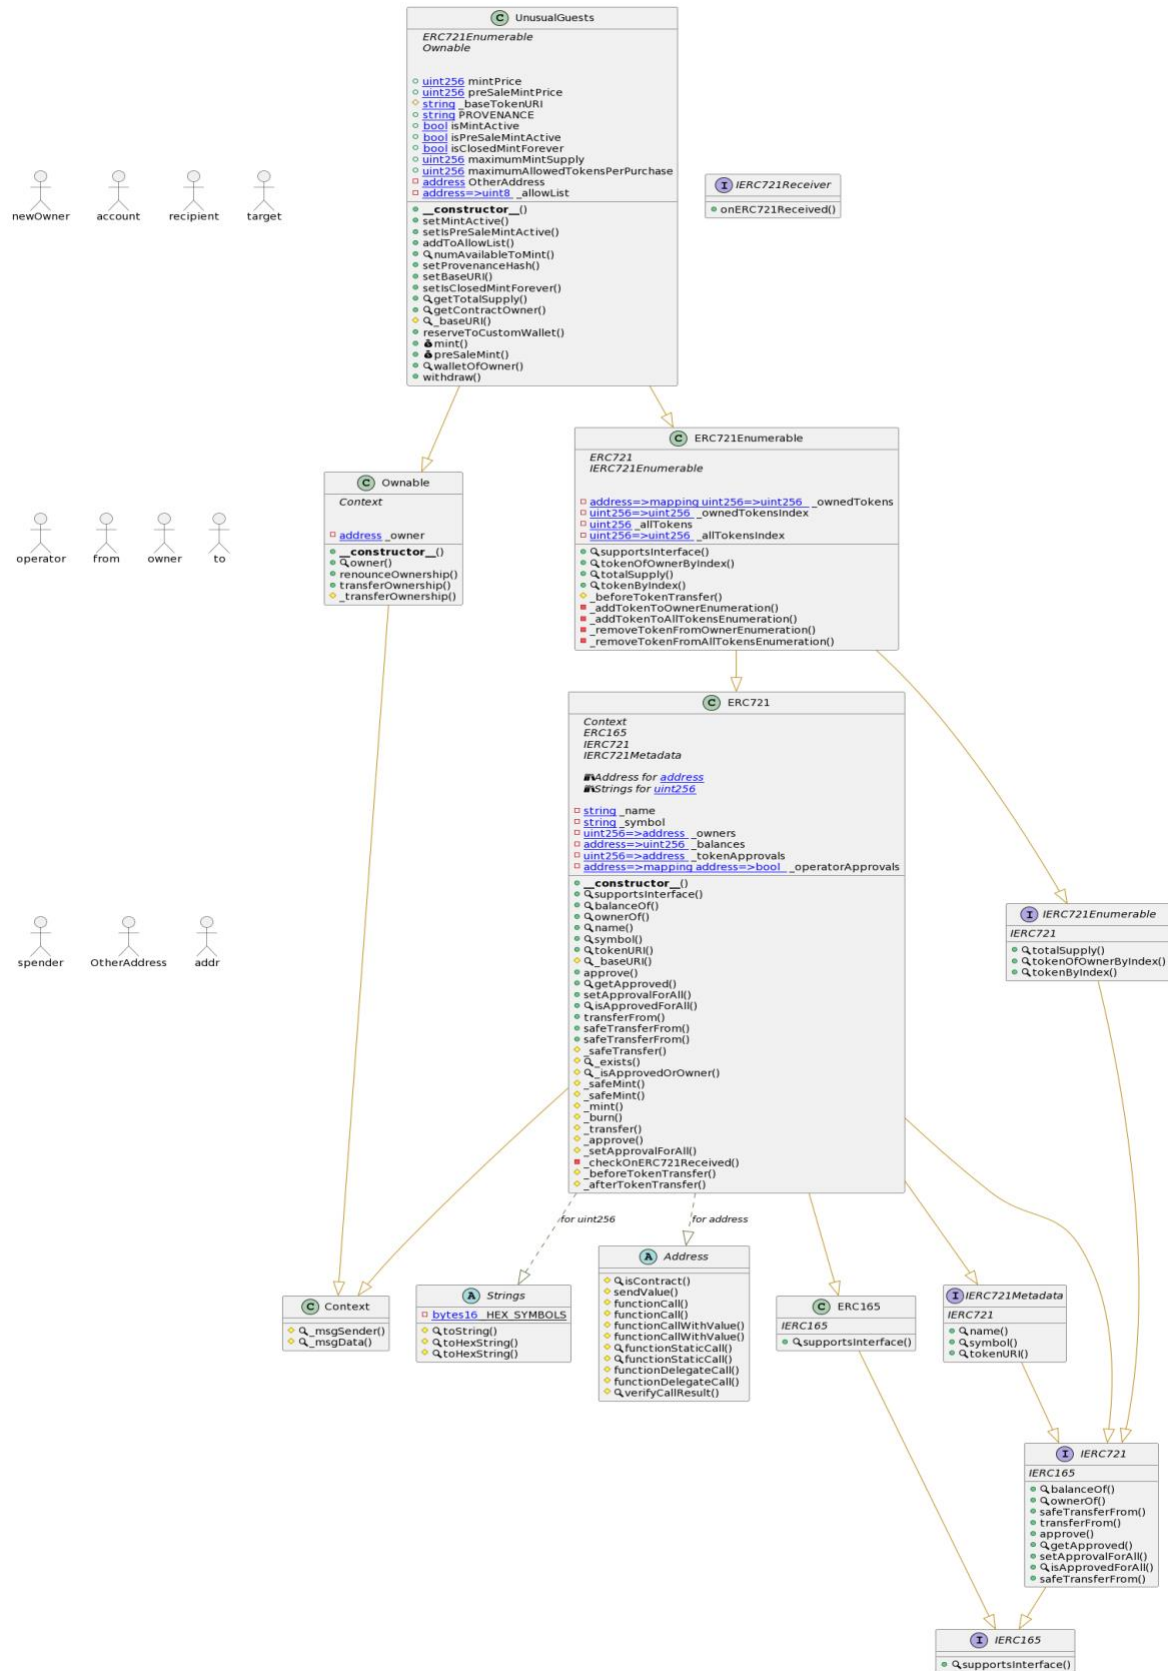 C UnusualGuests
ERC721Enumerable
Ownable
uint256 mintPrice
uint256 preSaleMintPrice
string _baseTokenURI
string PROVENANCE
bool isMintActive
bool isPreSaleMintActive
bool isClosedMintForever
uint256 maximumMintSupply
uint256 maximumAllowedTokensPerPurchase
address OtherAddress
address=>uint8 _allowList
__constructor__()
setMintActive()
setIsPreSaleMintActive()
addToAllowList()
numAvailableToMint()
setProvenanceHash()
setBaseURI()
setIsClosedMintForever()
getTotalSupply()
getContractOwner()
_baseURI()
reserveToCustomWallet()
mint()
preSaleMint()
walletOfOwner()
withdraw()
newOwner account recipient target
I IERC721Receiver
onERC721Received()
operator from owner to
C Ownable
Context
address _owner
__constructor__()
owner()
renounceOwnership()
transferOwnership()
_transferOwnership()
C ERC721Enumerable
ERC721
IERC721Enumerable
address=>mapping uint256=>uint256 _ownedTokens
uint256=>uint256 _ownedTokensIndex
uint256 _allTokens
uint256=>uint256 _allTokensIndex
supportsInterface()
tokenOfOwnerByIndex()
totalSupply()
tokenByIndex()
_beforeTokenTransfer()
_addTokenToOwnerEnumeration()
_addTokenToAllTokensEnumeration()
_removeTokenFromOwnerEnumeration()
_removeTokenFromAllTokensEnumeration()
C ERC721
Context
ERC165
IERC721
IERC721Metadata
Address for address
Strings for uint256
string _name
string _symbol
uint256=>address _owners
address=>uint256 _balances
uint256=>address _tokenApprovals
address=>mapping address=>bool _operatorApprovals
__constructor__()
supportsInterface()
balanceOf()
ownerOf()
name()
symbol()
tokenURI()
_baseURI()
approve()
getApproved()
setApprovalForAll()
isApprovedForAll()
transferFrom()
safeTransferFrom()
safeTransferFrom()
_safeTransfer()
_exists()
_isApprovedOrOwner()
_safeMint()
_safeMint()
_mint()
_burn()
_transfer()
_approve()
_setApprovalForAll()
_checkOnERC721Received()
_beforeTokenTransfer()
_afterTokenTransfer()
spender OtherAddress addr
I IERC721Enumerable
IERC721
totalSupply()
tokenOfOwnerByIndex()
tokenByIndex()
for uint256
for address
C Context
_msgSender()
_msgData()
A Strings
bytes16 _HEX_SYMBOLS
toString()
toHexString()
toHexString()
A Address
isContract()
sendValue()
functionCall()
functionCall()
functionCallWithValue()
functionCallWithValue()
functionStaticCall()
functionStaticCall()
functionDelegateCall()
functionDelegateCall()
verifyCallResult()
C ERC165
IERC165
supportsInterface()
I IERC721Metadata
IERC721
name()
symbol()
tokenURI()
I IERC721
IERC165
balanceOf()
ownerOf()
safeTransferFrom()
transferFrom()
approve()
getApproved()
setApprovalForAll()
isApprovedForAll()
safeTransferFrom()
I IERC165
supportsInterface()